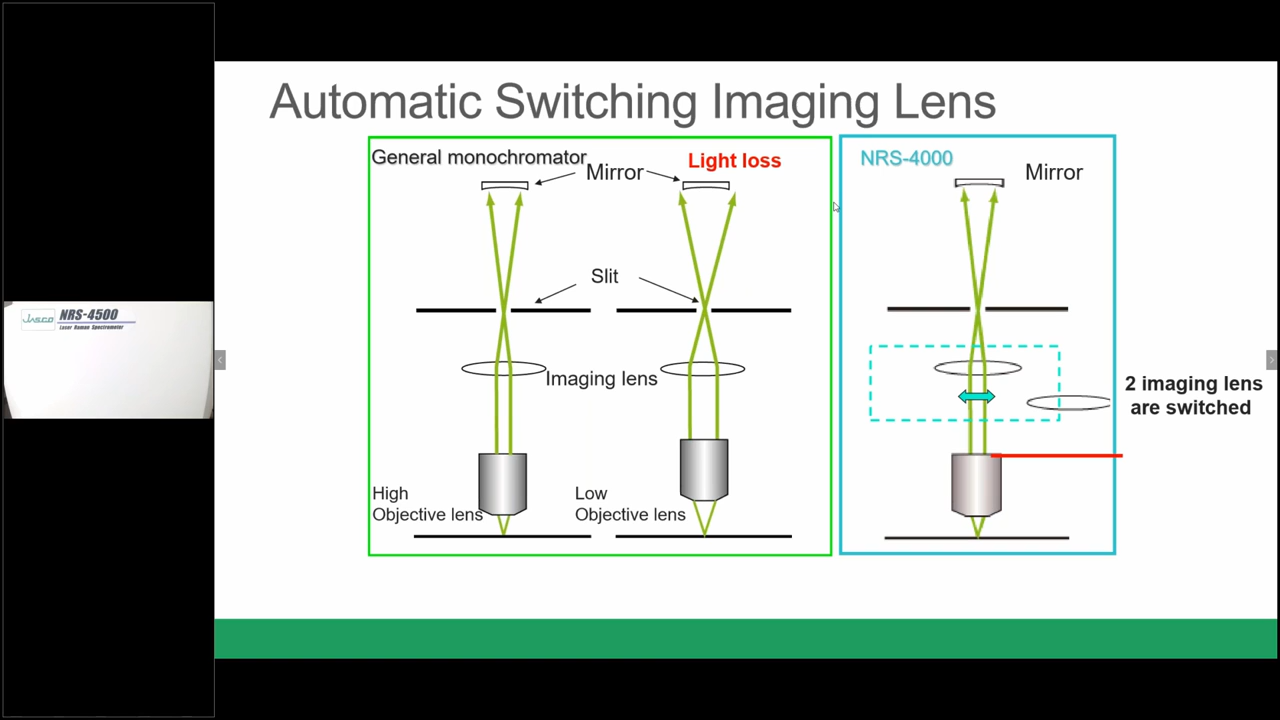 Automatic Switching Imaging Lens
General monochromator
Light loss
Mirror
Slit
Imaging lens
High
Objective lens
Low
Objective lens
NRS-4000
Mirror
2 imaging lens
are switched
Jasco
NRS-4500
Laser Raman Spectrometer